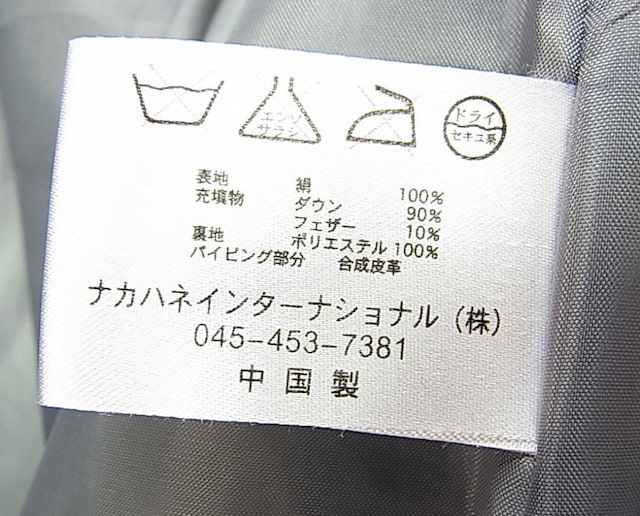 エンソ
サラシ
ドライ
セキユ系
表地 絹 100%
充填物 ダウン 90%
フェザー 10%
裏地 ポリエステル 100%
パイピング部分 合成皮革
ナカハネインターナショナル（株）
045-453-7381
中国製